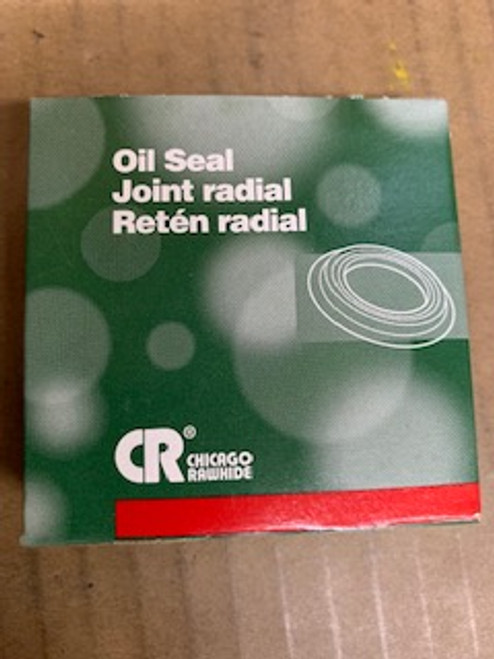 Oil Seal
Joint radial
Retén radial
CR®
CHICAGO
RAWHIDE